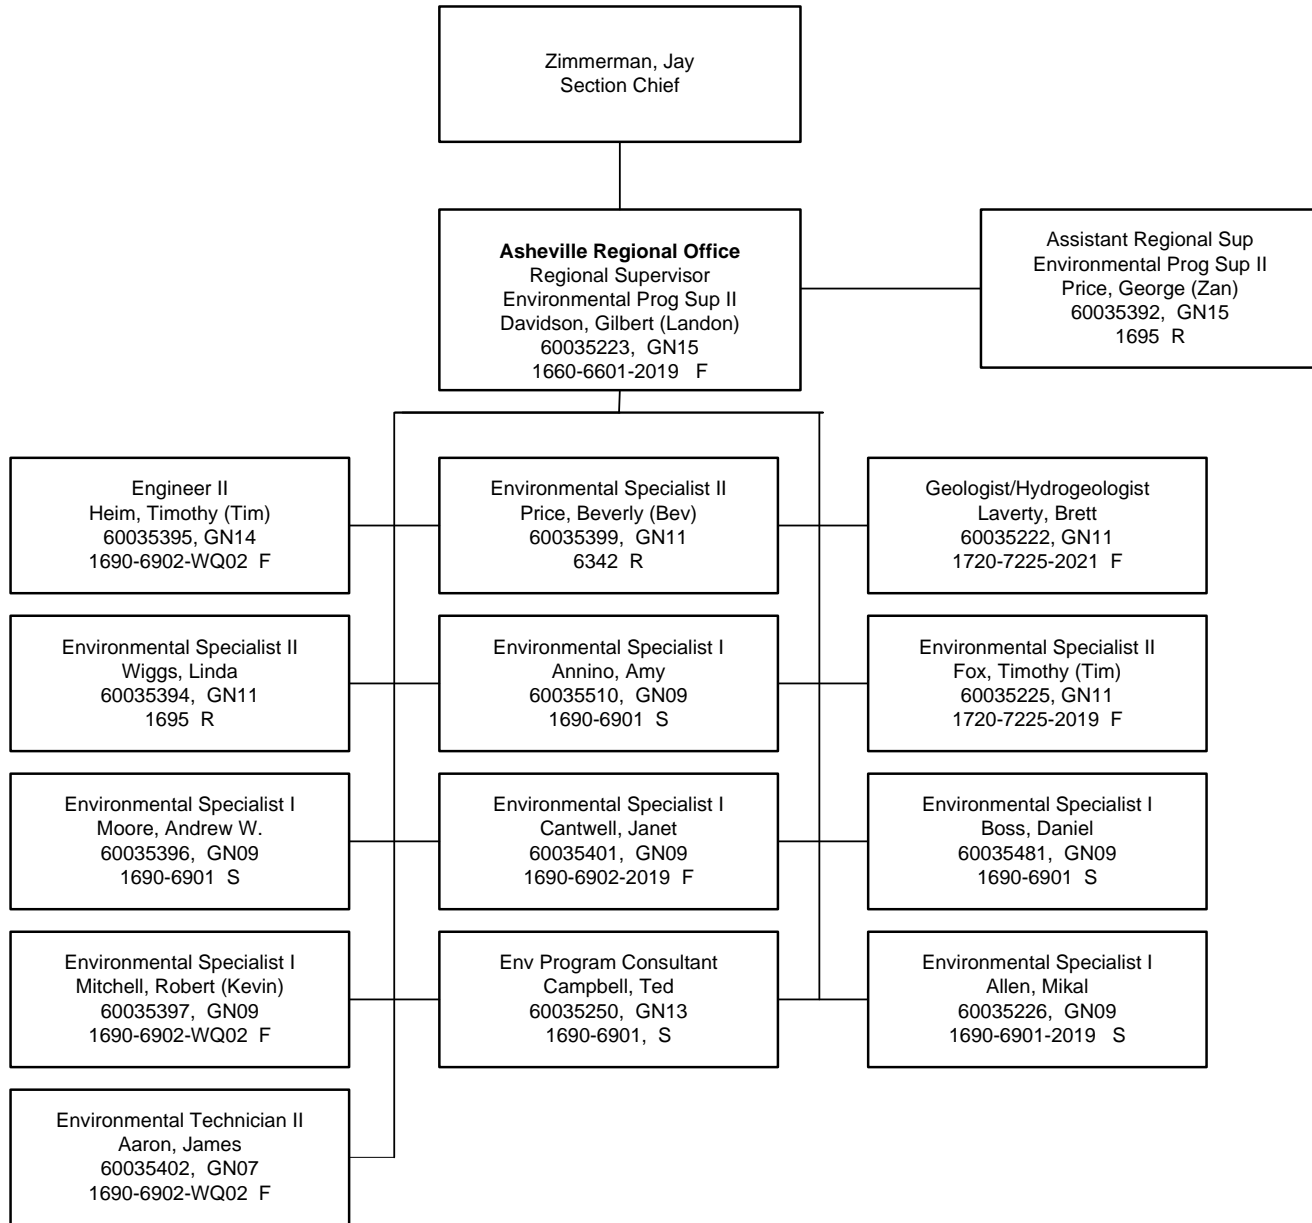 Zimmerman, Jay
Section Chief
Asheville Regional Office
Regional Supervisor
Environmental Prog Sup II
Davidson, Gilbert (Landon)
60035223, GN15
1660-6601-2019 F
Assistant Regional Sup
Environmental Prog Sup II
Price, George (Zan)
60035392, GN15
1695 R
Engineer II
Heim, Timothy (Tim)
60035395, GN14
1690-6902-WQ02 F
Environmental Specialist II
Price, Beverly (Bev)
60035399, GN11
6342 R
Geologist/Hydrogeologist
Laverty, Brett
60035222, GN11
1720-7225-2021 F
Environmental Specialist II
Wiggs, Linda
60035394, GN11
1695 R
Environmental Specialist I
Annino, Amy
60035510, GN09
1690-6901 S
Environmental Specialist II
Fox, Timothy (Tim)
60035225, GN11
1720-7225-2019 F
Environmental Specialist I
Moore, Andrew W.
60035396, GN09
1690-6901 S
Environmental Specialist I
Cantwell, Janet
60035401, GN09
1690-6902-2019 F
Environmental Specialist I
Boss, Daniel
60035481, GN09
1690-6901 S
Environmental Specialist I
Mitchell, Robert (Kevin)
60035397, GN09
1690-6902-WQ02 F
Env Program Consultant
Campbell, Ted
60035250, GN13
1690-6901, S
Environmental Specialist I
Allen, Mikal
60035226, GN09
1690-6901-2019 S
Environmental Technician II
Aaron, James
60035402, GN07
1690-6902-WQ02 F